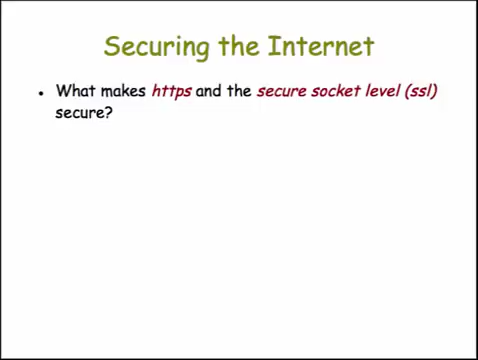 Securing the Internet
• What makes https and the secure socket level (ssl)
secure?